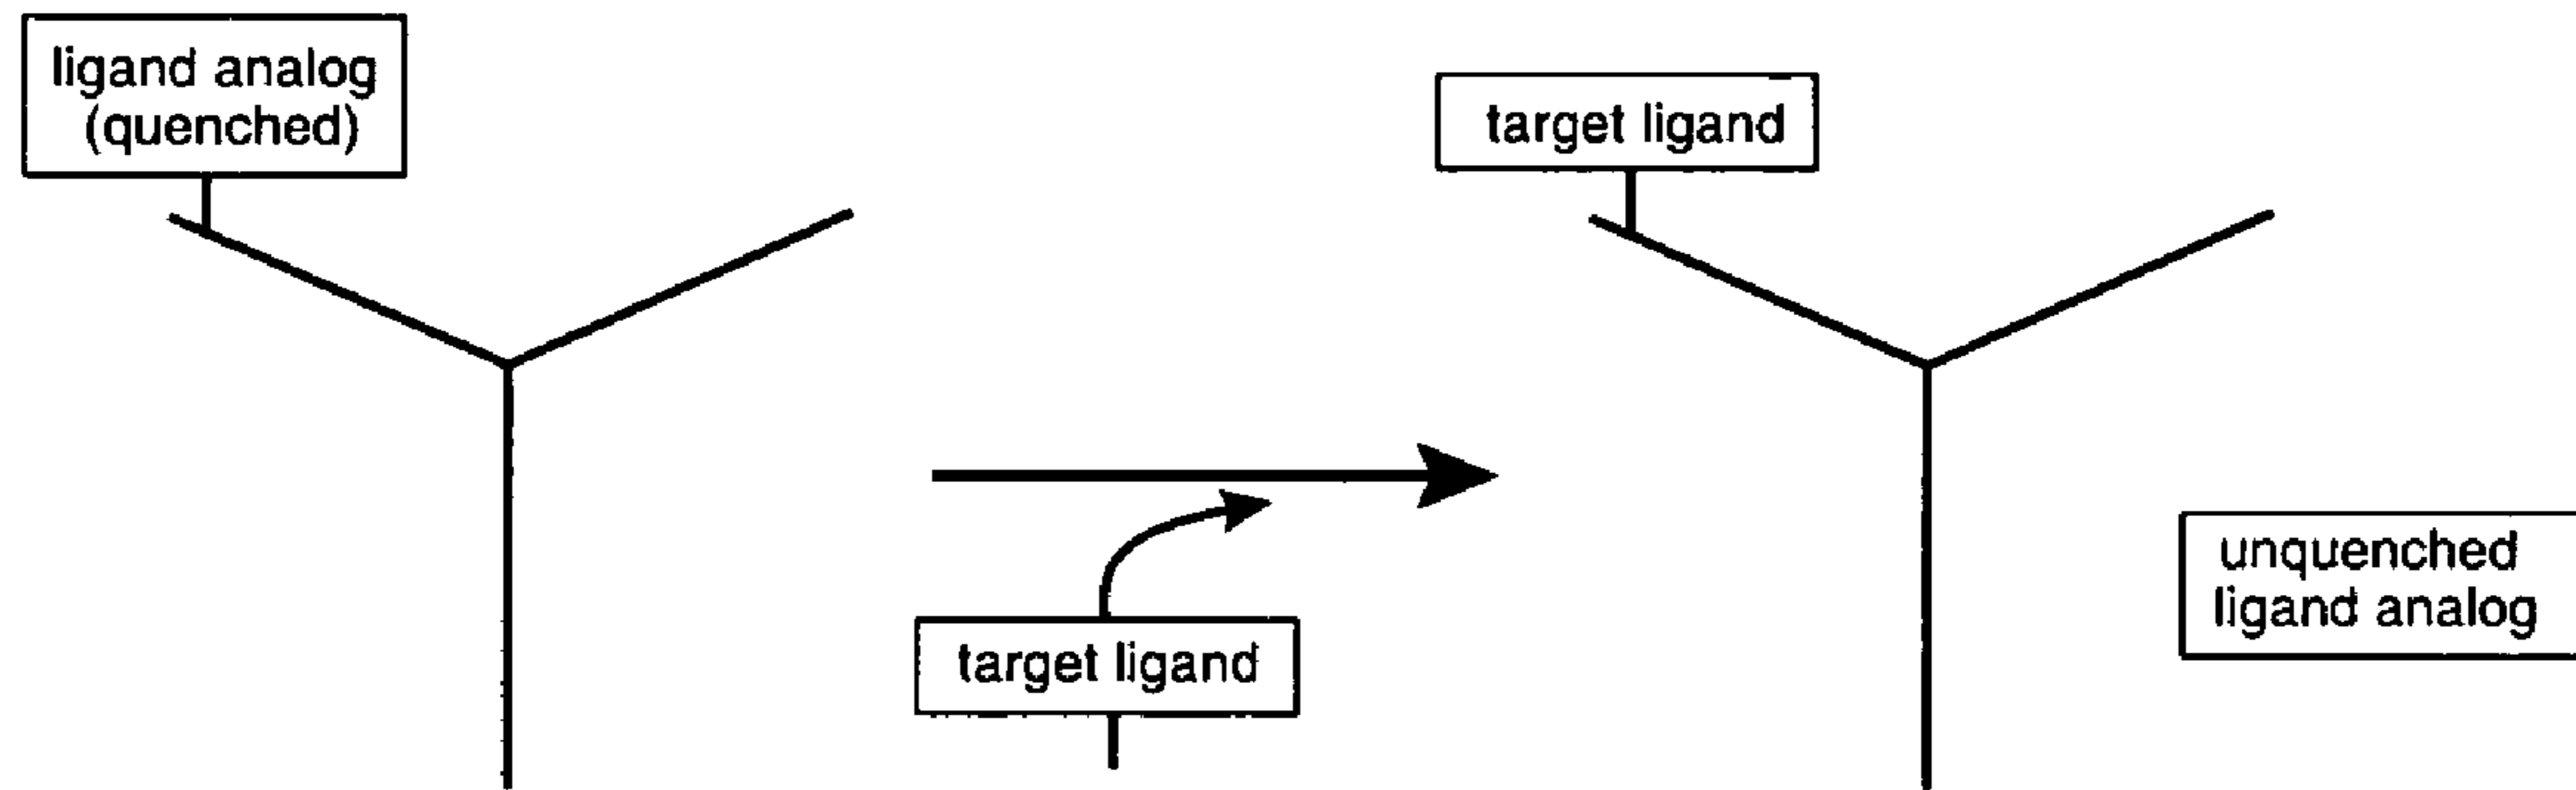 ligand analog
(quenched)
target ligand
target ligand
unquenched
ligand analog